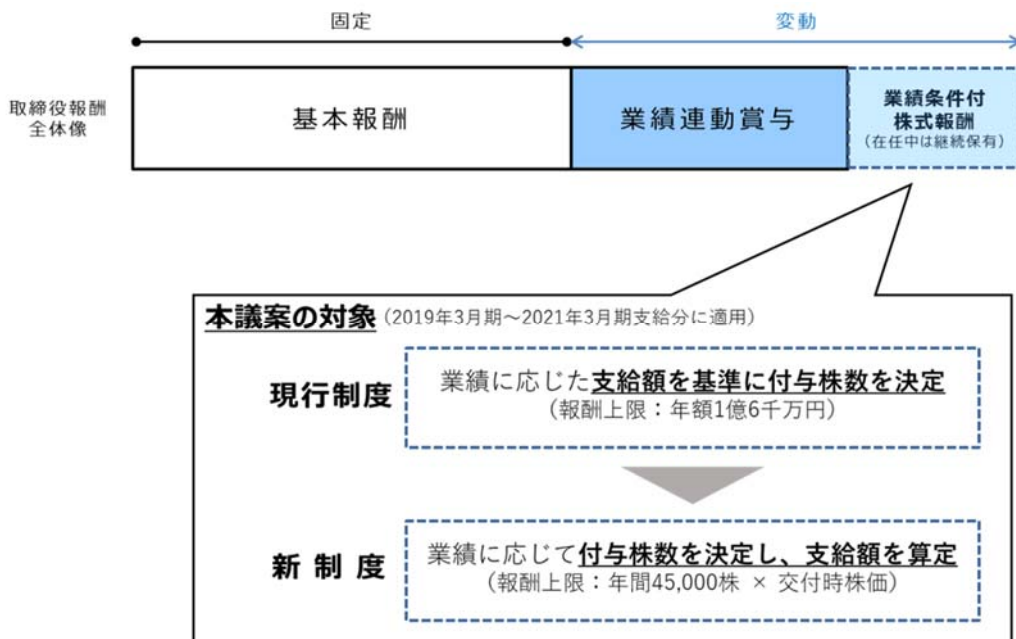 固定
変動
取締役報酬
全体像
基本報酬
業績連動賞与
業績条件付
株式報酬
(在任中は継続保有)
本議案の対象 (2019年3月期～2021年3月期支給分に適用)
現行制度
業績に応じた支給額を基準に付与株数を決定
(報酬上限：年額1億6千万円)
新制度
業績に応じて付与株数を決定し、支給額を算定
(報酬上限：年間45,000株 × 交付時株価)